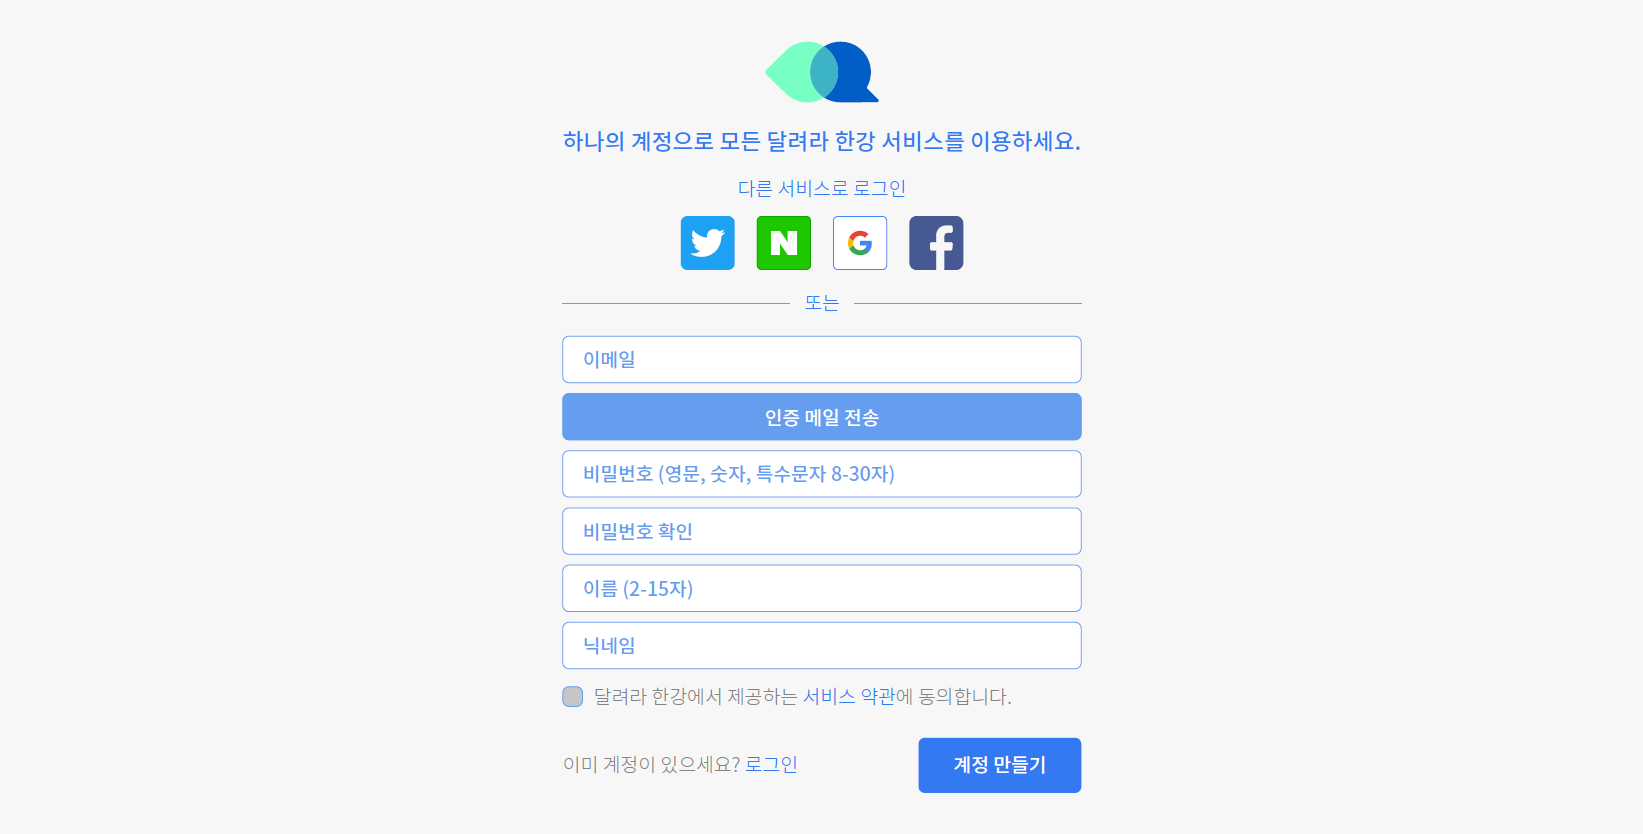 하나의 계정으로 모든 달려라 한강 서비스를 이용하세요.
다른 서비스로 로그인
또는
이메일
인증 메일 전송
비밀번호 (영문, 숫자, 특수문자 8-30자)
비밀번호 확인
이름 (2-15자)
닉네임
달려라 한강에서 제공하는 서비스 약관에 동의합니다.
이미 계정이 있으세요? 로그인
계정 만들기